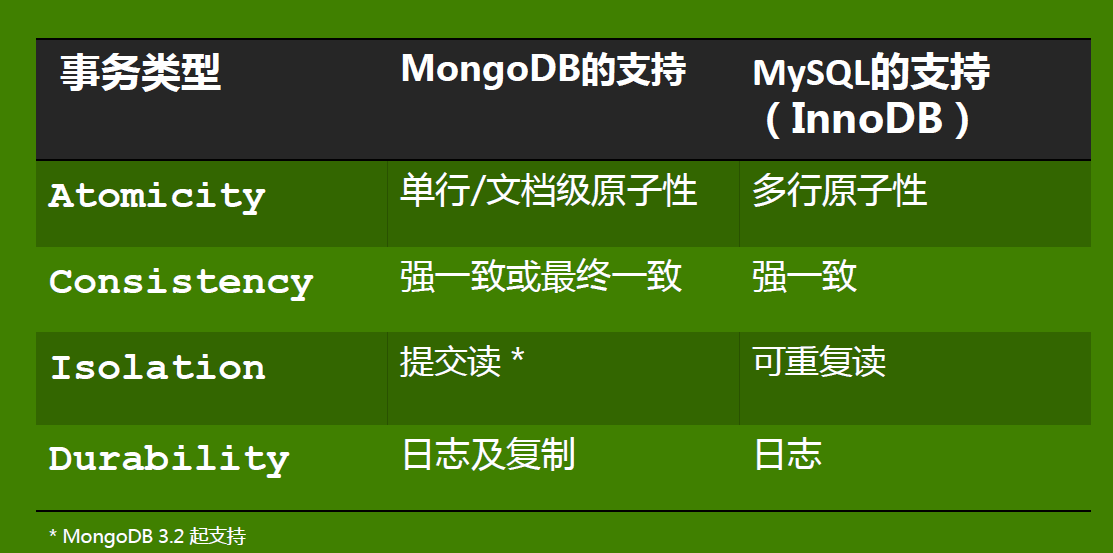 事务类型 MongoDB的支持 MySQL的支持
（InnoDB）
Atomicity 单行/文档级原子性 多行原子性
Consistency 强一致或最终一致 强一致
Isolation 提交读 * 可重复读
Durability 日志及复制 日志
* MongoDB 3.2 起支持